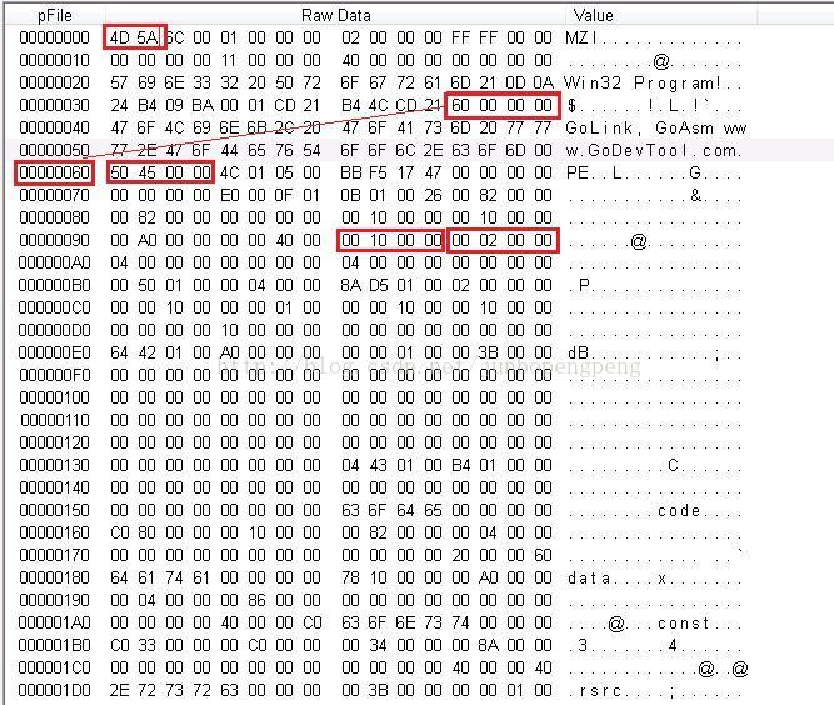 pFile Raw Data Value
00000000 4D 5A 6C 00 01 00 00 00 02 00 00 00 FF FF 00 00 MZl.............
00000010 00 00 00 00 11 00 00 00 40 00 00 00 00 00 00 00 ........@.......
00000020 57 69 6E 33 32 20 50 72 6F 67 72 61 6D 21 0D 0A Win32 Program!..
00000030 24 B4 09 BA 00 01 CD 21 B4 4C CD 21 60 00 00 00 $......!.L.!`...
00000040 47 6F 4C 69 6E 6B 2C 20 47 6F 41 73 6D 20 77 77 GoLink, GoAsm ww
00000050 77 2E 47 6F 44 65 76 54 6F 6F 6C 2E 63 6F 6D 00 w.GoDevTool.com.
00000060 50 45 00 00 4C 01 05 00 BB F5 17 47 00 00 00 00 PE..L......G....
00000070 00 00 00 00 E0 00 0F 01 0B 01 00 26 00 82 00 00 ...........&....
00000080 00 82 00 00 00 00 00 00 00 10 00 00 00 10 00 00 ................
00000090 00 A0 00 00 00 00 40 00 00 10 00 00 00 02 00 00 ......@.........
000000A0 04 00 00 00 00 00 00 00 04 00 00 00 00 00 00 00 ................
000000B0 00 50 01 00 00 04 00 00 8A D5 01 00 02 00 00 00 .P..............
000000C0 00 00 10 00 00 00 01 00 00 00 10 00 00 10 00 00 ................
000000D0 00 00 00 00 10 00 00 00 00 00 00 00 00 00 00 00 ................
000000E0 64 42 01 00 A0 00 00 00 00 00 01 00 00 3B 00 00 dB...........;..
000000F0 00 00 00 00 00 00 00 00 00 00 00 00 00 00 00 00 ................
00000100 00 00 00 00 00 00 00 00 00 00 00 00 00 00 00 00 ................
00000110 00 00 00 00 00 00 00 00 00 00 00 00 00 00 00 00 ................
00000120 00 00 00 00 00 00 00 00 00 00 00 00 00 00 00 00 ................
00000130 00 00 00 00 00 00 00 00 04 43 01 00 B4 01 00 00 .........C......
00000140 00 00 00 00 00 00 00 00 00 00 00 00 00 00 00 00 ................
00000150 00 00 00 00 00 00 00 00 63 6F 64 65 00 00 00 00 ........code....
00000160 C0 80 00 00 00 10 00 00 00 82 00 00 00 04 00 00 ................
00000170 00 00 00 00 00 00 00 00 00 00 00 00 20 00 00 60 ............ ..`
00000180 64 61 74 61 00 00 00 00 78 10 00 00 00 A0 00 00 data....x.......
00000190 00 04 00 00 00 86 00 00 00 00 00 00 00 00 00 00 ................
000001A0 00 00 00 00 40 00 00 C0 63 6F 6E 73 74 00 00 00 ....@...const...
000001B0 C0 33 00 00 00 C0 00 00 00 34 00 00 00 8A 00 00 .3.......4......
000001C0 00 00 00 00 00 00 00 00 00 00 00 00 40 00 00 40 ............@..@
000001D0 2E 72 73 72 63 00 00 00 00 3B 00 00 00 00 01 00 .rsrc....;......